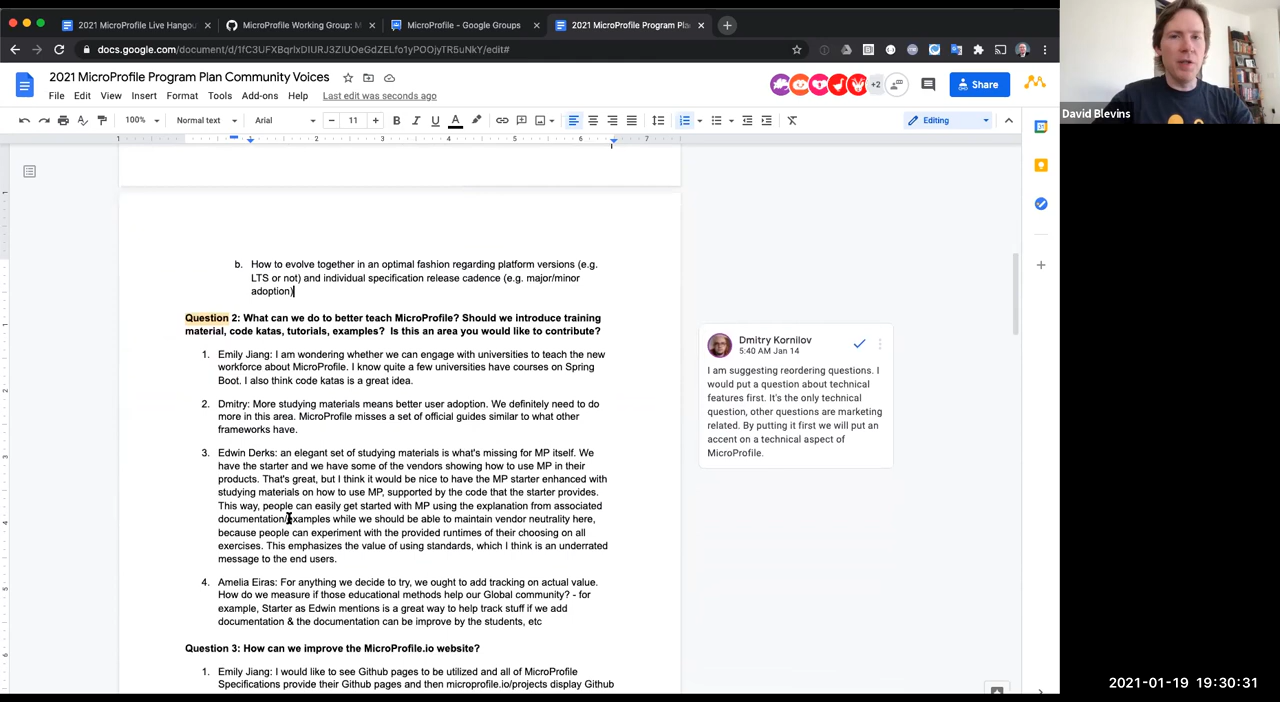 2021 MicroProfile Live Hangou
MicroProfile Working Group: M
MicroProfile - Google Groups
2021 MicroProfile Program Pla
docs.google.com/document/d/
2021 MicroProfile Program Plan Community Voices
+2
Share
File Edit View Insert Format Tools Add-ons Help Last edit was seconds ago
100% Normal text Arial 11 B I U A Editing
1 1 2 3 4 5 6 7
David Blevins
b. How to evolve together in an optimal fashion regarding platform versions (e.g.
LTS or not) and individual specification release cadence (e.g. major/minor
adoption)
Question 2: What can we do to better teach MicroProfile? Should we introduce training
material, code katas, tutorials, examples? Is this an area you would like to contribute?
1. Emily Jiang: I am wondering whether we can engage with universities to teach the new
workforce about MicroProfile. I know quite a few universities have courses on Spring
Boot. I also think code katas is a great idea.
2. Dmitry: More studying materials means better user adoption. We definitely need to do
more in this area. MicroProfile misses a set of official guides similar to what other
frameworks have.
3. Edwin Derks: an elegant set of studying materials is what's missing for MP itself. We
have the starter and we have some of the vendors showing how to use MP in their
products. That's great, but I think it would be nice to have the MP starter enhanced with
studying materials on how to use MP, supported by the code that the starter provides.
This way, people can easily get started with MP using the explanation from associated
documentation/examples while we should be able to maintain vendor neutrality here,
because people can experiment with the provided runtimes of their choosing on all
exercises. This emphasizes the value of using standards, which I think is an underrated
message to the end users.
4. Amelia Eiras: For anything we decide to try, we ought to add tracking on actual value.
How do we measure if those educational methods help our Global community? - for
example, Starter as Edwin mentions is a great way to help track stuff if we add
documentation & the documentation can be improve by the students, etc
Question 3: How can we improve the MicroProfile.io website?
1. Emily Jiang: I would like to see Github pages to be utilized and all of MicroProfile
Specifications provide their Github pages and then microprofile.io/projects display Github
Dmitry Kornilov
5:40 AM Jan 14
I am suggesting reordering questions. I
would put a question about technical
features first. It's the only technical
question, other questions are marketing
related. By putting it first we will put an
accent on a technical aspect of
MicroProfile.
2021-01-19 19:30:31